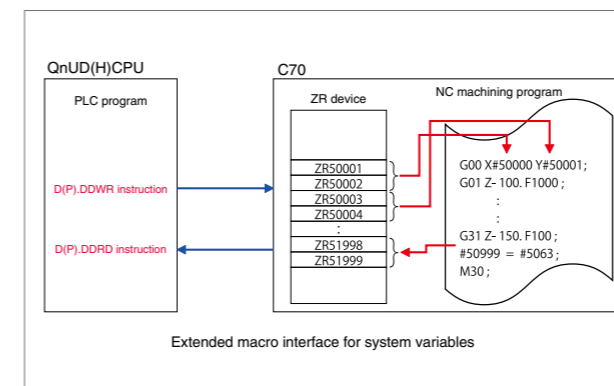 QnUD(H)CPU
PLC program
D(P).DDWR instruction
D(P).DDRD instruction
C70
ZR device
ZR50001
ZR50002
ZR50003
ZR50004
:
ZR51998
ZR51999
NC machining program
G00 X#50000 Y#50001;
G01 Z- 100. F1000 ;
:
:
G31 Z- 150. F100 ;
#50999 = #5063 ;
M30 ;
Extended macro interface for system variables